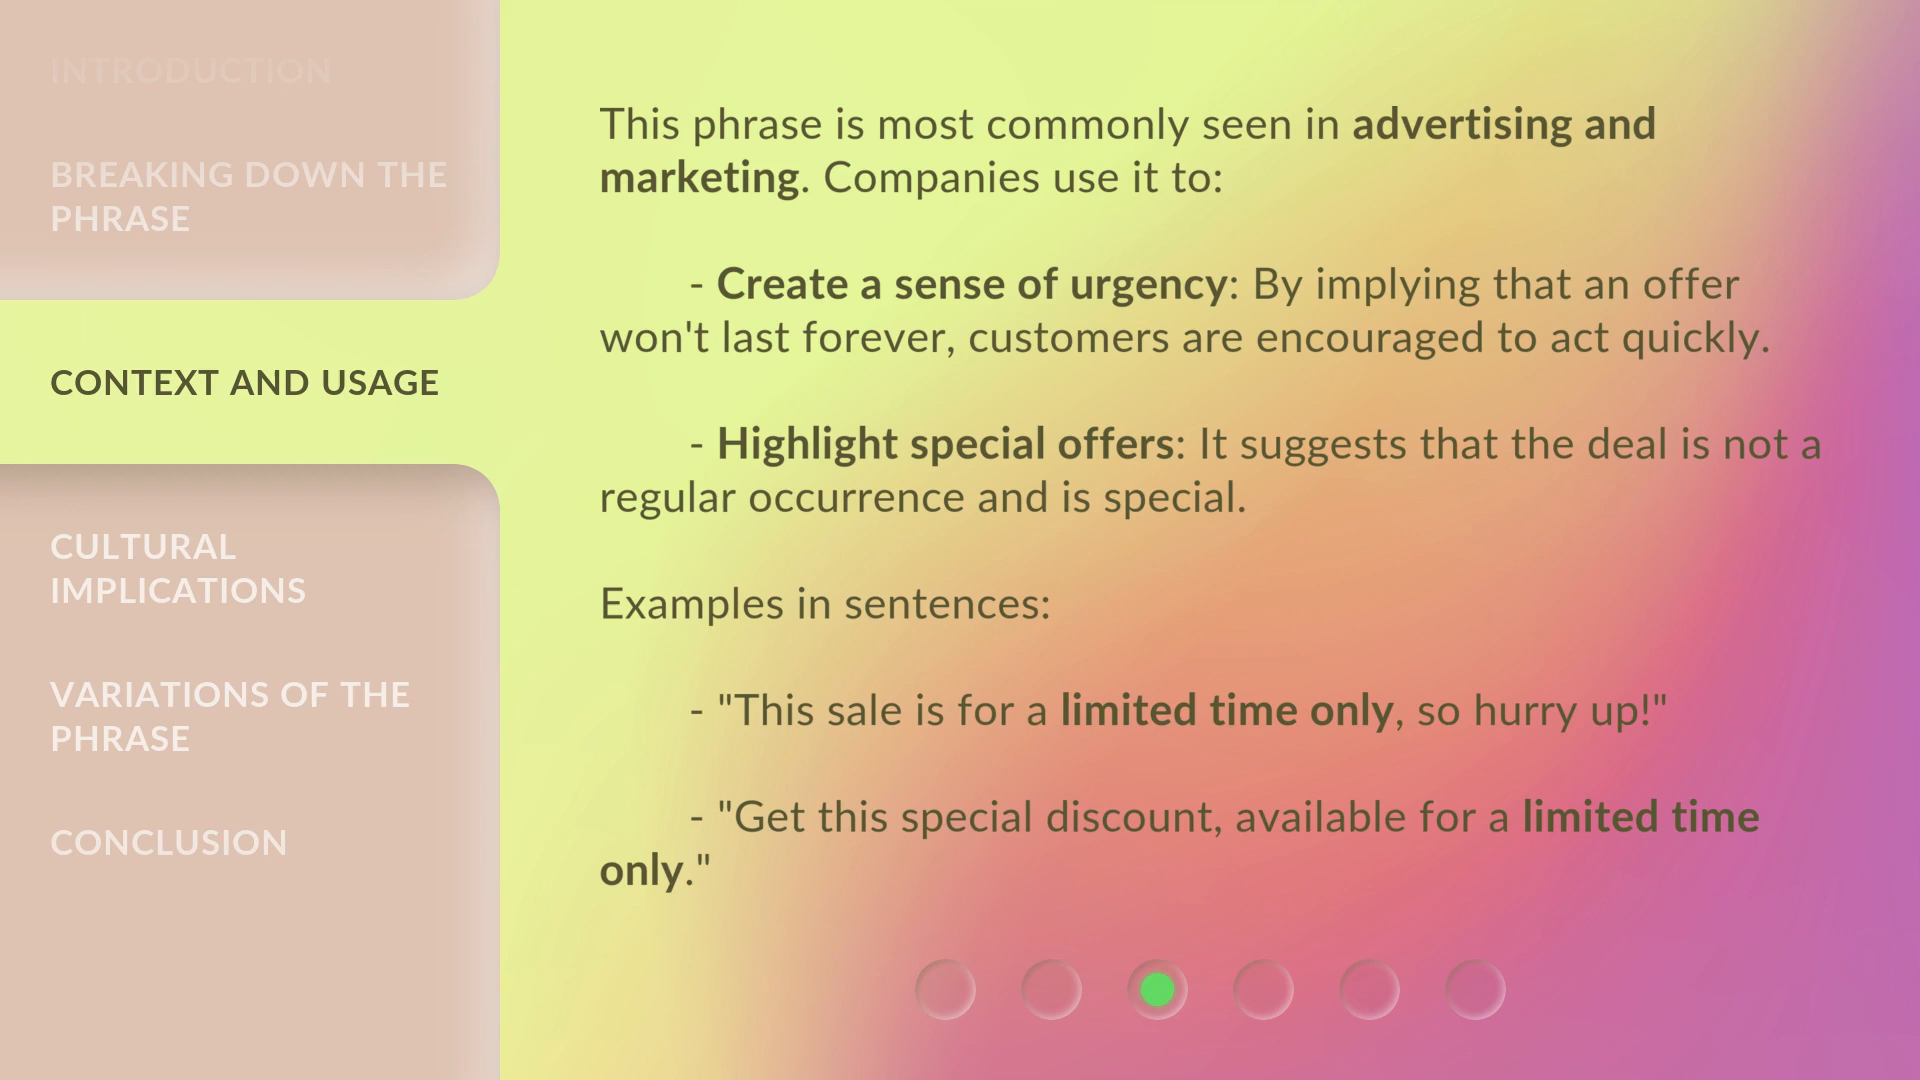 INTRODUCTION
BREAKING DOWN THE
PHRASE
CONTEXT AND USAGE
CULTURAL
IMPLICATIONS
VARIATIONS OF THE
PHRASE
CONCLUSION
This phrase is most commonly seen in advertising and
marketing. Companies use it to:
- Create a sense of urgency: By implying that an offer
won't last forever, customers are encouraged to act quickly.
- Highlight special offers: It suggests that the deal is not a
regular occurrence and is special.
Examples in sentences:
- "This sale is for a limited time only, so hurry up!"
- "Get this special discount, available for a limited time
only."